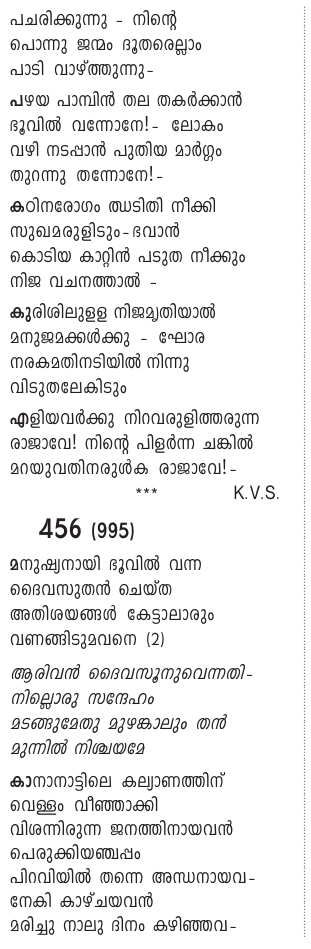 പചരിക്കുന്നു - നിന്റെ
പൊന്നു ജന്മം ദൂതരെല്ലാം
പാടി വാഴ്ത്തുന്നു-
പഴയ പാമ്പിൻ തല തകർക്കാൻ
ഭൂവിൽ വന്നോനേ!- ലോകം
വഴി നടപ്പാൻ പുതിയ മാർഗ്ഗം
തുറന്നു തന്നോനേ!-
കഠിനരോഗം ഝടിതി നീക്കി
സുഖമരുളിടും-ഭവാൻ
കൊടിയ കാറ്റിൻ പടുത നീക്കും
നിജ വചനത്താൽ -
കുരിശിലുളള നിജമൃതിയാൽ
മനുജമക്കൾക്കു - ഘോര
നരകമതിനടിയിൽ നിന്നു
വിടുതലേകിടും
എളിയവർക്കു നിറവരുളിത്തരുന്ന
രാജാവേ! നിന്റെ പിളർന്ന ചങ്കിൽ
മറയുവതിനരുൾക രാജാവേ!-
*** K.V.S.
456 (995)
മനുഷ്യനായി ഭൂവിൽ വന്ന
ദൈവസുതൻ ചെയ്ത
അതിശയങ്ങൾ കേട്ടാലാരും
വണങ്ങിടുമവനെ (2)
ആരിവൻ ദൈവസൂനുവെന്നതി-
നില്ലൊരു സന്ദേഹം
മടങ്ങുമേതു മുഴങ്കാലും തൻ
മുന്നിൽ നിശ്ചയമേ
കാനാനാട്ടിലെ കല്യാണത്തിന്
വെള്ളം വീഞ്ഞാക്കി
വിശന്നിരുന്ന ജനത്തിനായവൻ
പെരുക്കിയഞ്ചപ്പം
പിറവിയിൽ തന്നെ അന്ധനായവ-
നേകി കാഴ്ചയവൻ
മരിച്ചു നാലു ദിനം കഴിഞ്ഞവ-